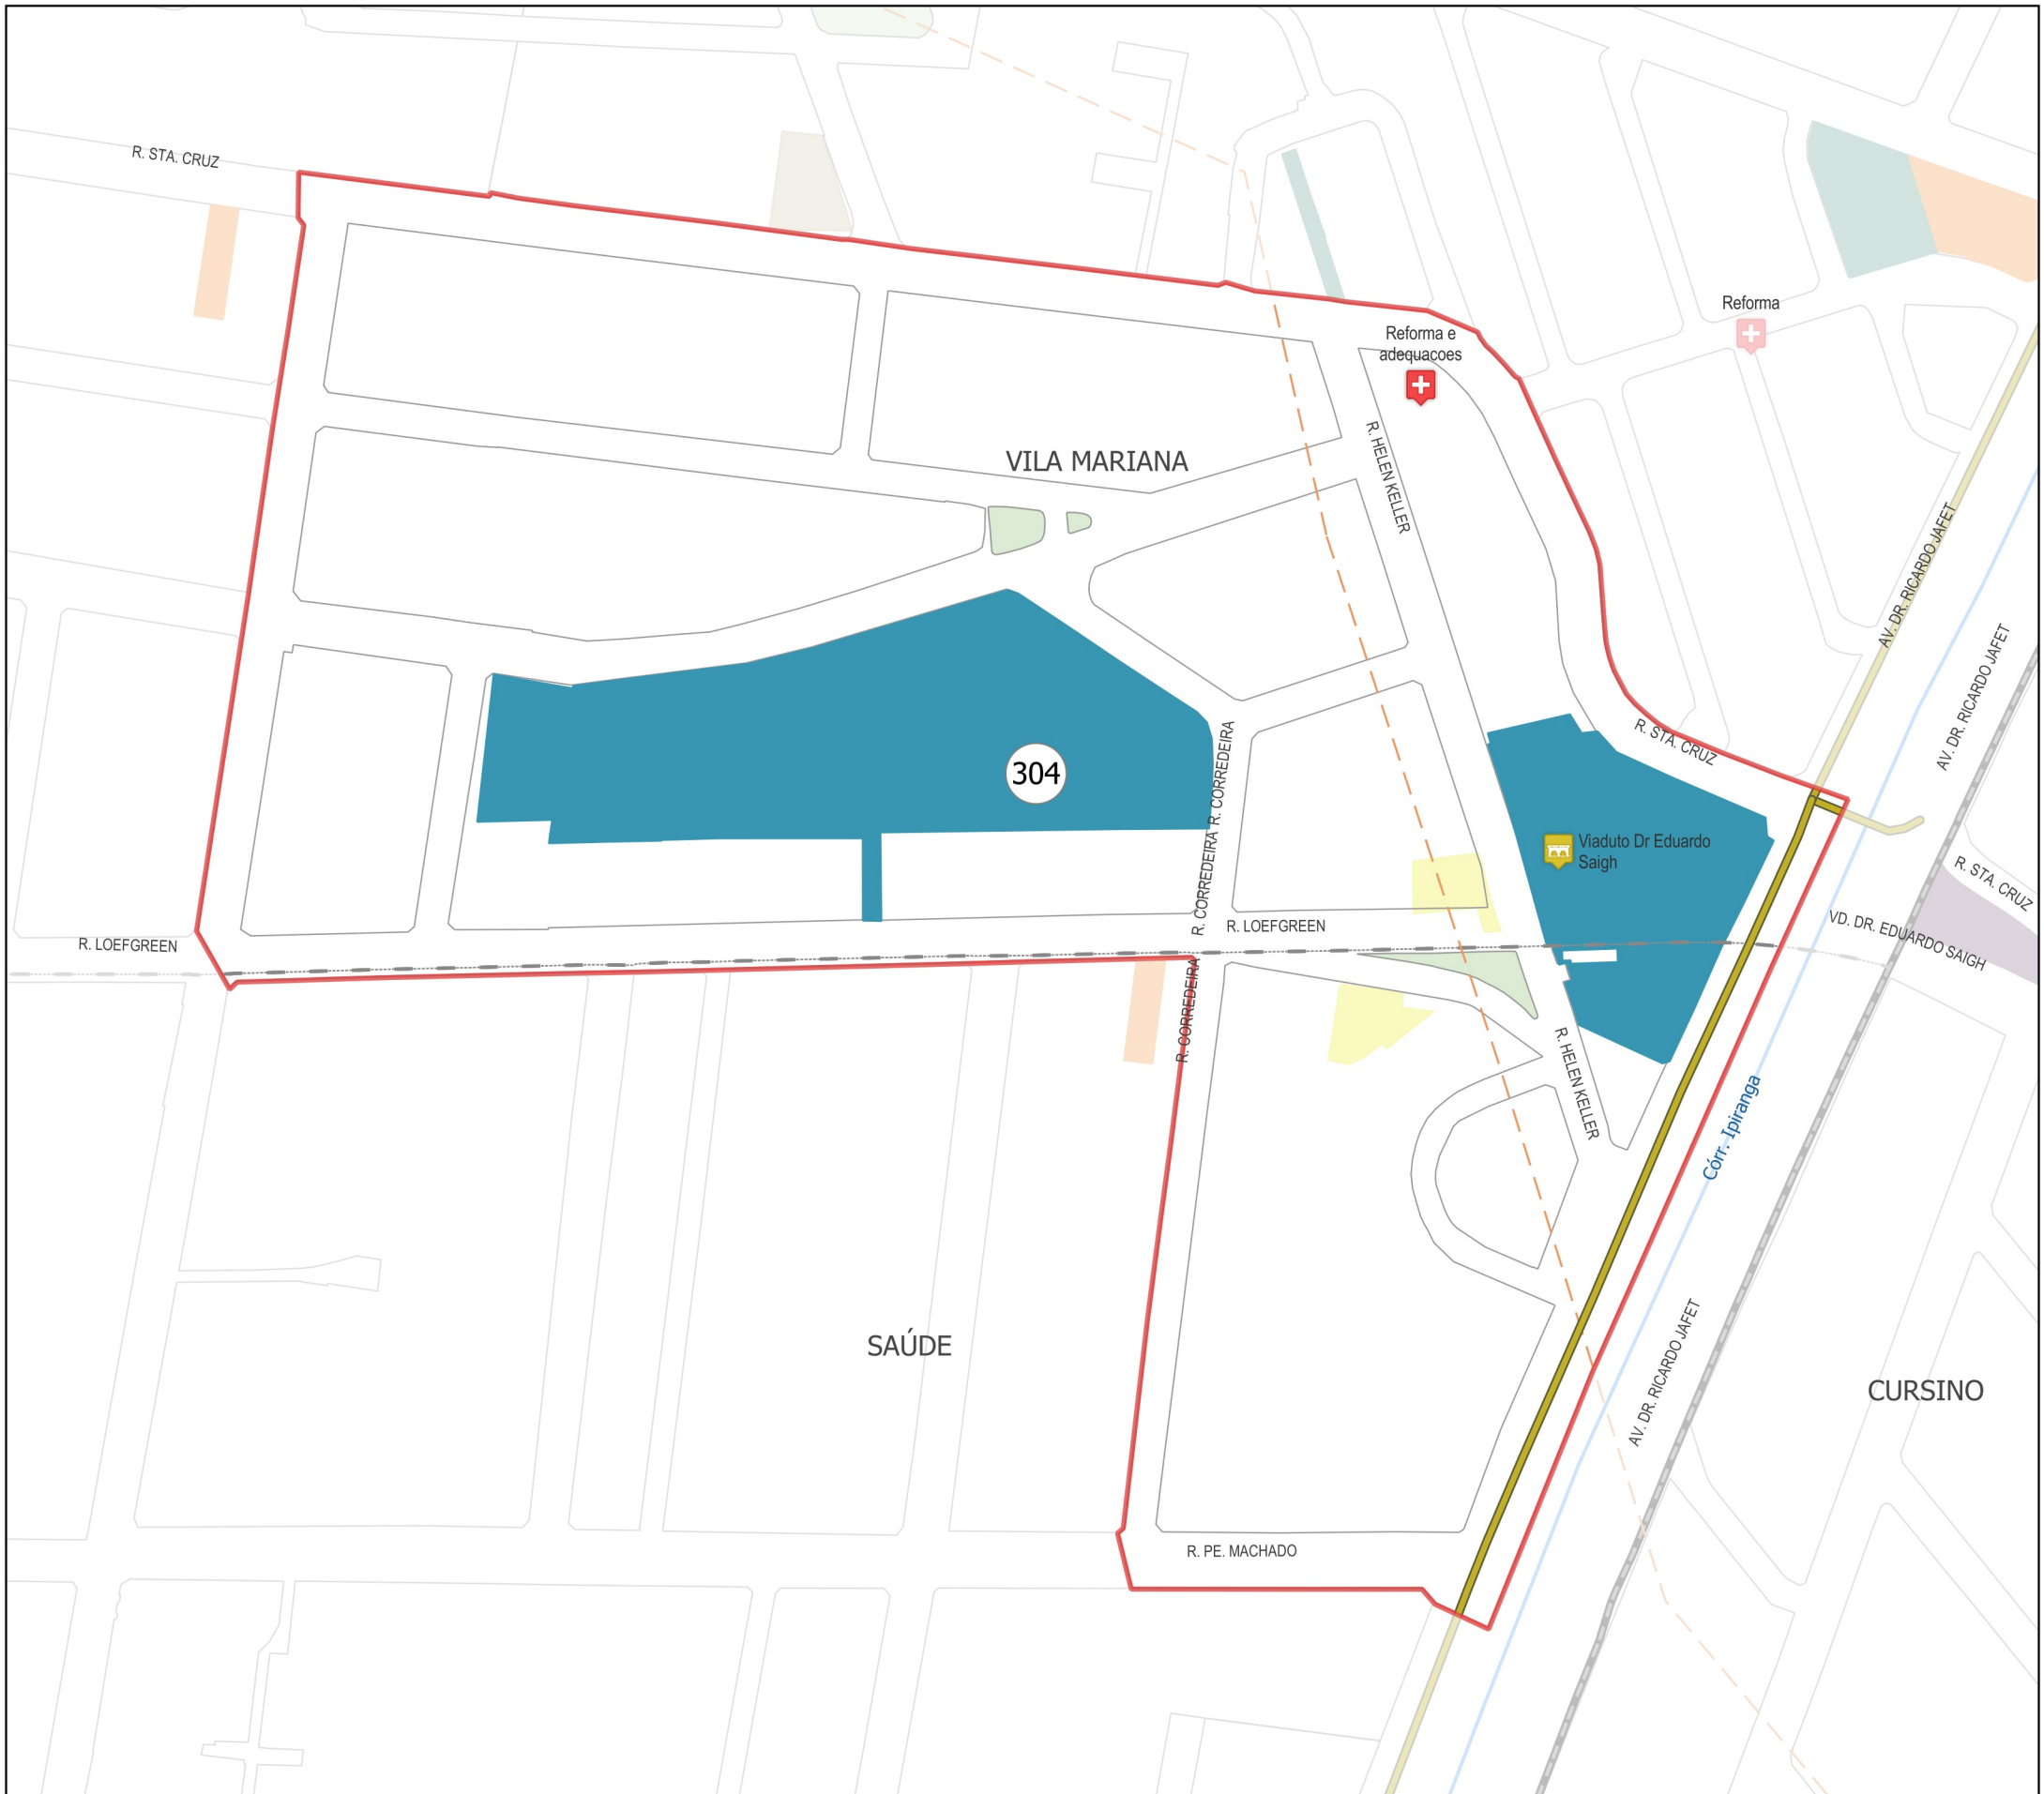 R. STA. CRUZ
Reforma
Reforma e
adequacoes
VILA MARIANA
R. HELEN KELLER
AV. DR. RICARDO JAFET
AV. DR. RICARDO JAFET
R. STA. CRUZ
304
R. CORREDEIRA
R. CORREDEIRA
Viaduto Dr Eduardo
Saigh
R. STA. CRUZ
R. LOEFGREEN
R. LOEFGREEN
VD. DR. EDUARDO SAIGH
R. CORREDEIRA
R. HELEN KELLER
Córr. Ipiranga
SAÚDE
AV. DR. RICARDO JAFET
CURSINO
R. PE. MACHADO